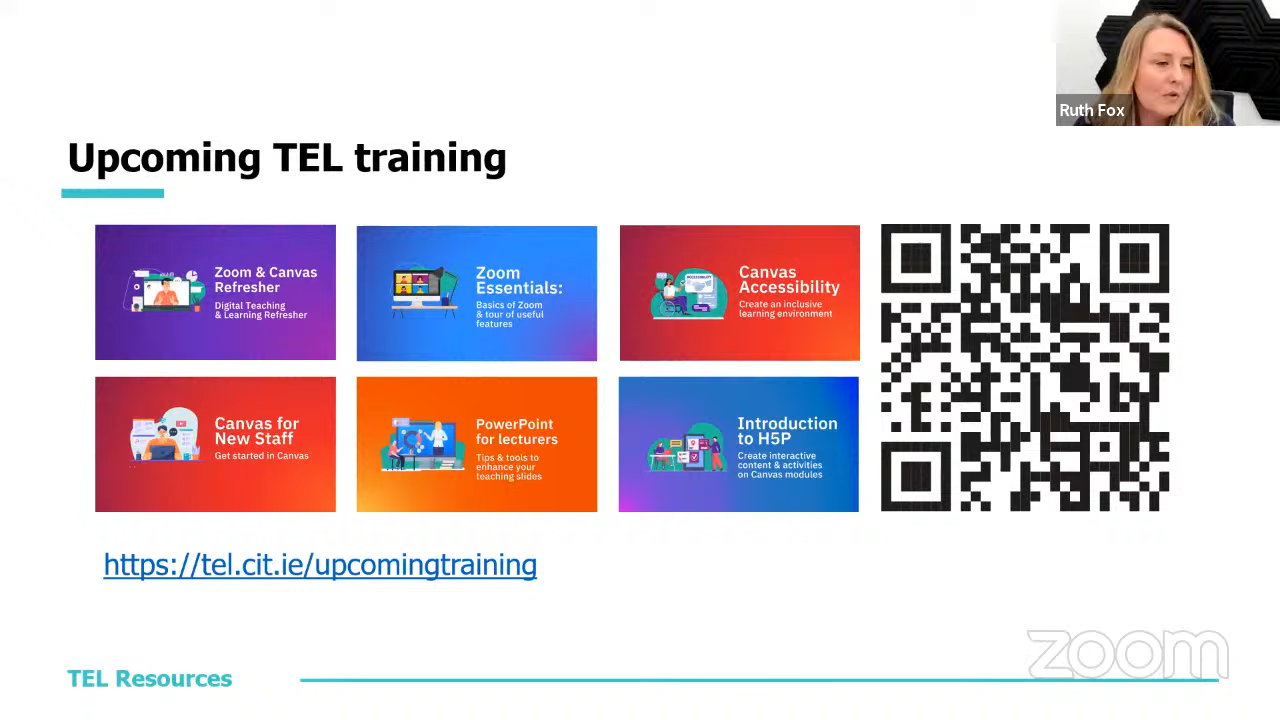 Ruth Fox
Upcoming TEL training
Zoom & Canvas
Refresher
Digital Teaching
& Learning Refresher
Zoom
Essentials:
Basics of Zoom
& tour of useful
features
ACCESSIBILITY
Canvas
Accessibility
Create an inclusive
learning environment
Canvas for
New Staff
Get started in Canvas
PowerPoint
for lecturers
Tips & tools to
enhance your
teaching slides
Introduction
to H5P
Create interactive
content & activities
on Canvas modules
https://tel.cit.ie/upcomingtraining
zoom
TEL Resources